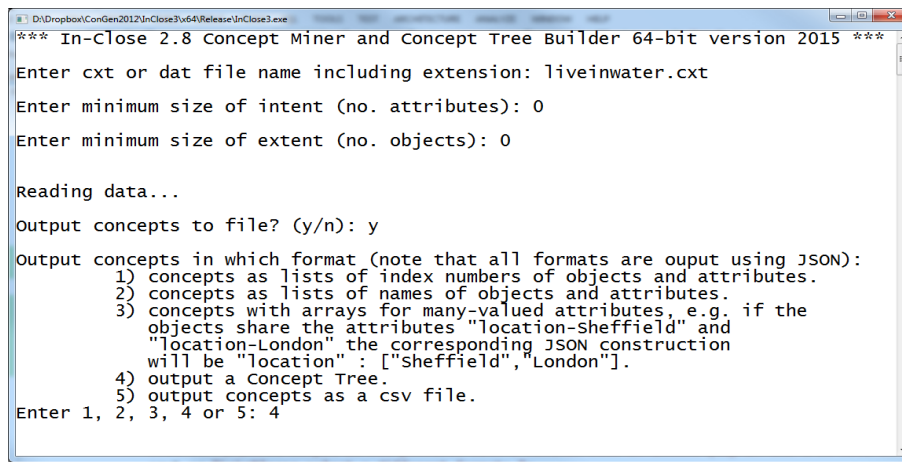 D:\Dropbox\ConGen2012\InClose3\x64\Release\InClose3.exe
*** In-Close 2.8 Concept Miner and Concept Tree Builder 64-bit version 2015 ***
Enter cxt or dat file name including extension: liveinwater.cxt
Enter minimum size of intent (no. attributes): 0
Enter minimum size of extent (no. objects): 0
Reading data...
Output concepts to file? (y/n): y
Output concepts in which format (note that all formats are ouput using JSON):
1) concepts as lists of index numbers of objects and attributes.
2) concepts as lists of names of objects and attributes.
3) concepts with arrays for many-valued attributes, e.g. if the
objects share the attributes "location-Sheffield" and
"location-London" the corresponding JSON construction
will be "location" : ["Sheffield","London"].
4) output a Concept Tree.
5) output concepts as a csv file.
Enter 1, 2, 3, 4 or 5: 4